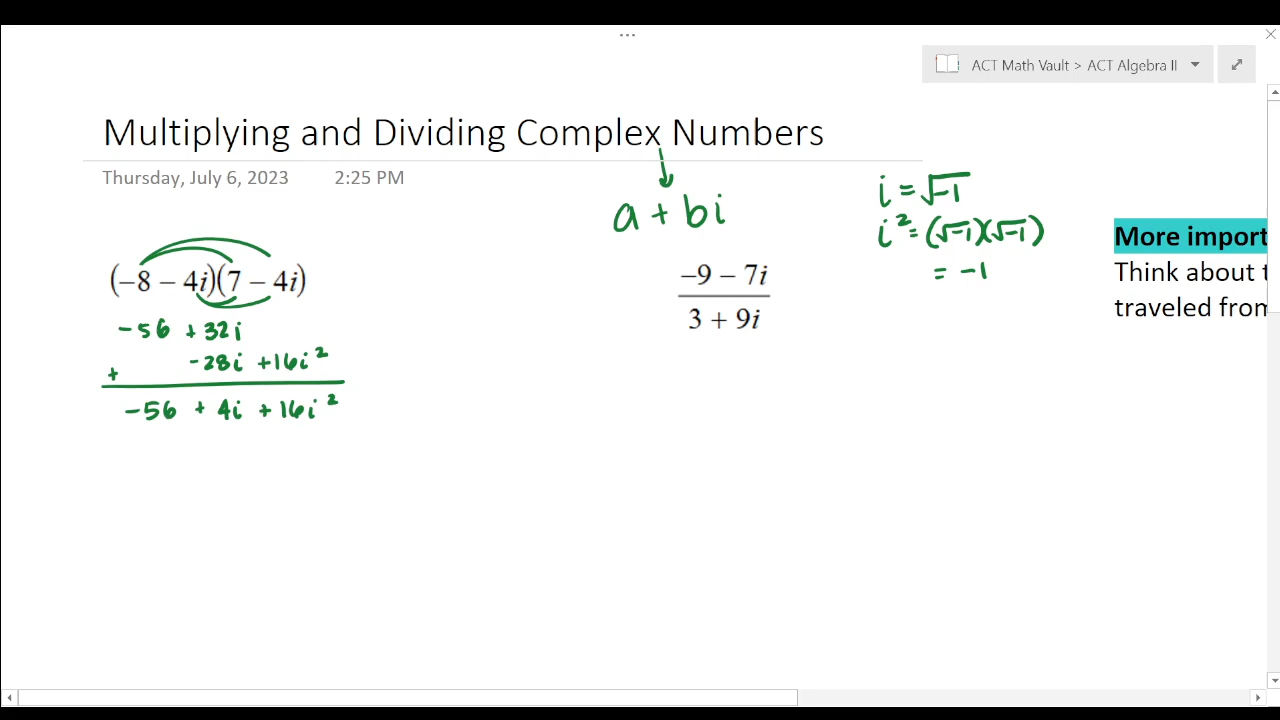 ...
ACT Math Vault > ACT Algebra II
Multiplying and Dividing Complex Numbers
Thursday, July 6, 2023 2:25 PM
a + bi
i = √-1
i² = (√-1)(√-1)
= -1
(−8 − 4i)(7 − 4i)
-56 + 32i
+ -28i +16i²
-56 + 4i + 16i²
−9 − 7i
3 + 9i
More import
Think about t
traveled from